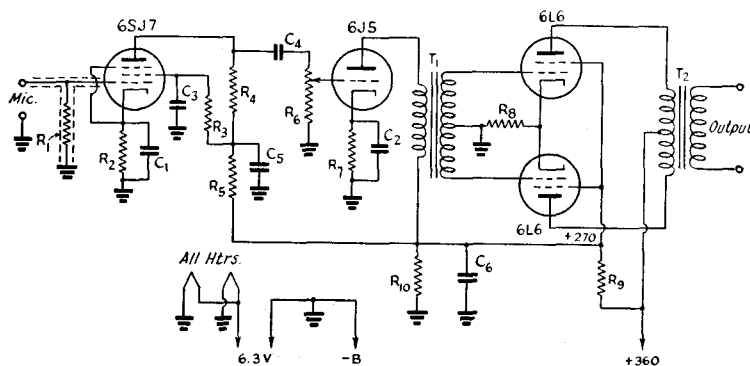 6SJ7
C4
6J5
T1
6L6
T2
Mic.
R1
R2
C1
C3
R3
R4
C5
R5
R6
R7
C2
R8
Output
6L6
+270
All Htrs.
R10
C6
R9
6.3V
-B
+360